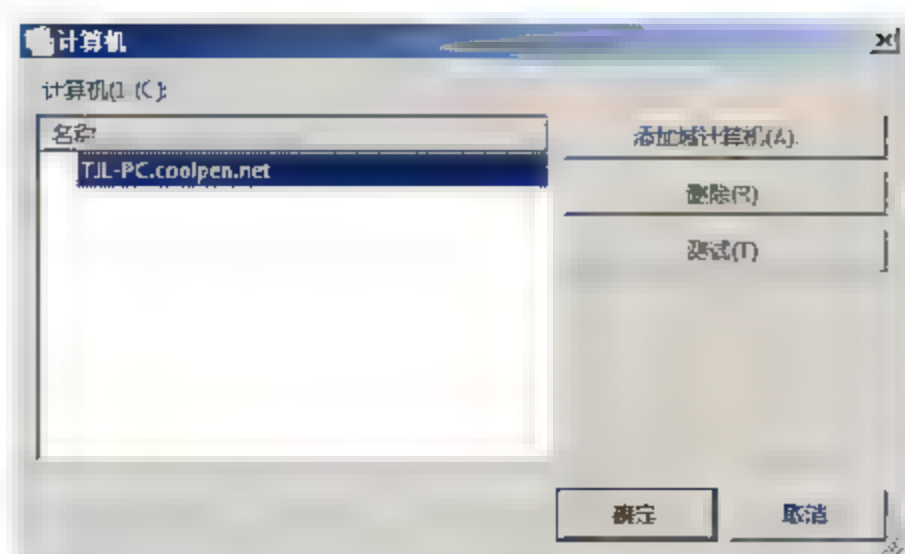 计算机
计算机(1)(C):
名称
添加域计算机(A)...
TJL-PC.coolpen.net
删除(R)
测试(T)
确定
取消